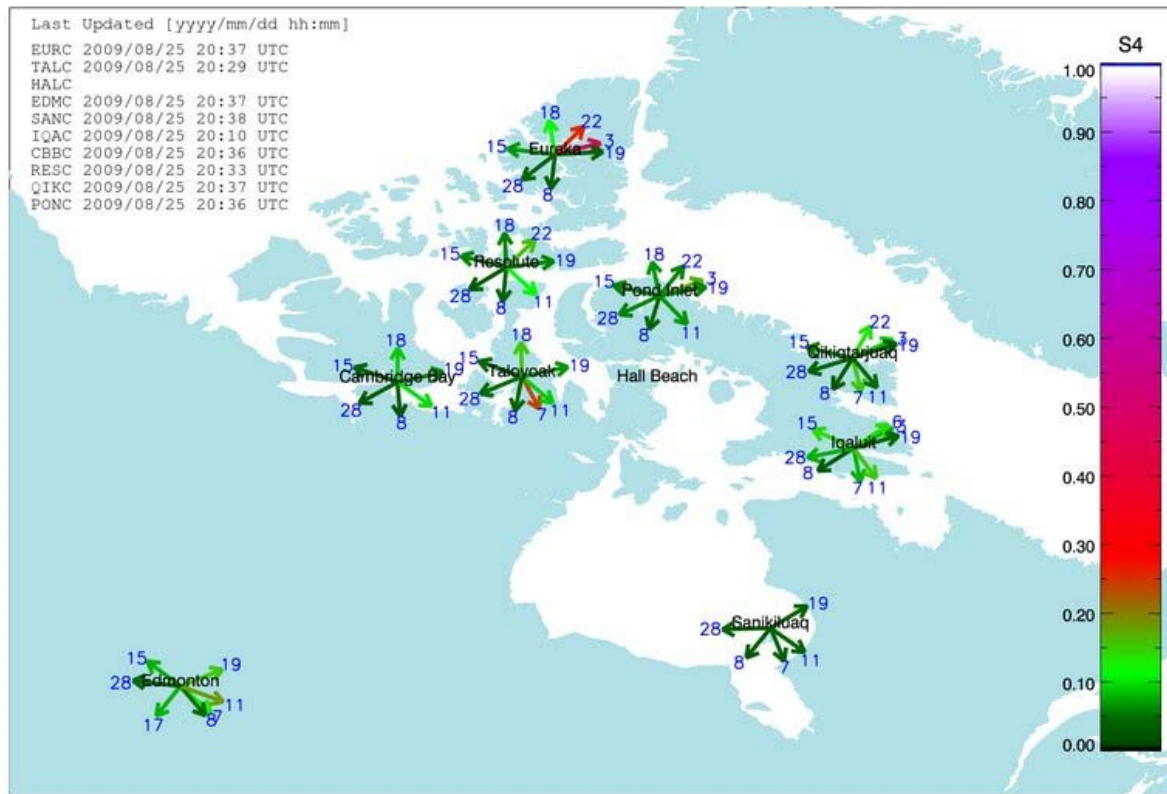 Last Updated [yyyy/mm/dd hh:mm]
EURC 2009/08/25 20:37 UTC
TALC 2009/08/25 20:29 UTC
HALC
EDMC 2009/08/25 20:37 UTC
SANC 2009/08/25 20:38 UTC
IQAC 2009/08/25 20:10 UTC
CBBC 2009/08/25 20:36 UTC
RESC 2009/08/25 20:33 UTC
QIKC 2009/08/25 20:37 UTC
PONC 2009/08/25 20:36 UTC
S4
1.00
0.90
0.80
0.70
0.60
0.50
0.40
0.30
0.20
0.10
0.00
18 22
15 Eureka 3 19
28 8
18 22
15 Resolute 19
28 8 11
18 22
15 Pond Inlet 3 19
28 8 11
18
15 Cambridge Bay 19
28 8 11
18
15 Taloyoak 19
28 8 7 11
Hall Beach
22
15 Qikiqtarjuaq 3 19
28 8 7 11
6
15 Iqaluit 3 19
28 8 7 11
19
28 Sanikiluaq
8 7 11
15 19
28 Edmonton
11
17 8 7